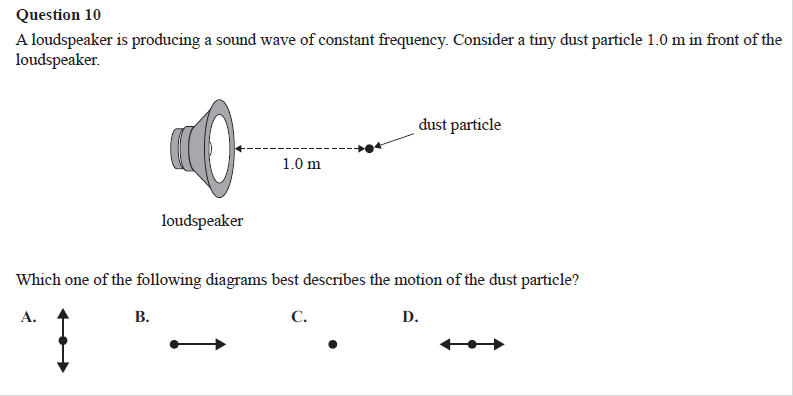 Question 10
A loudspeaker is producing a sound wave of constant frequency. Consider a tiny dust particle 1.0 m in front of the
loudspeaker.
dust particle
1.0 m
loudspeaker
Which one of the following diagrams best describes the motion of the dust particle?
A. B. C. D.